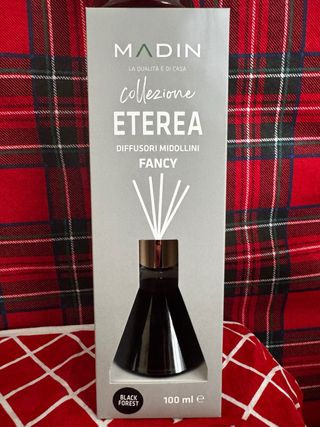 MADIN
LA QUALITÀ È DI CASA
collezione
ETEREA
DIFFUSORI MIDOLLINI
FANCY
BLACK
FOREST
100 ml ℮